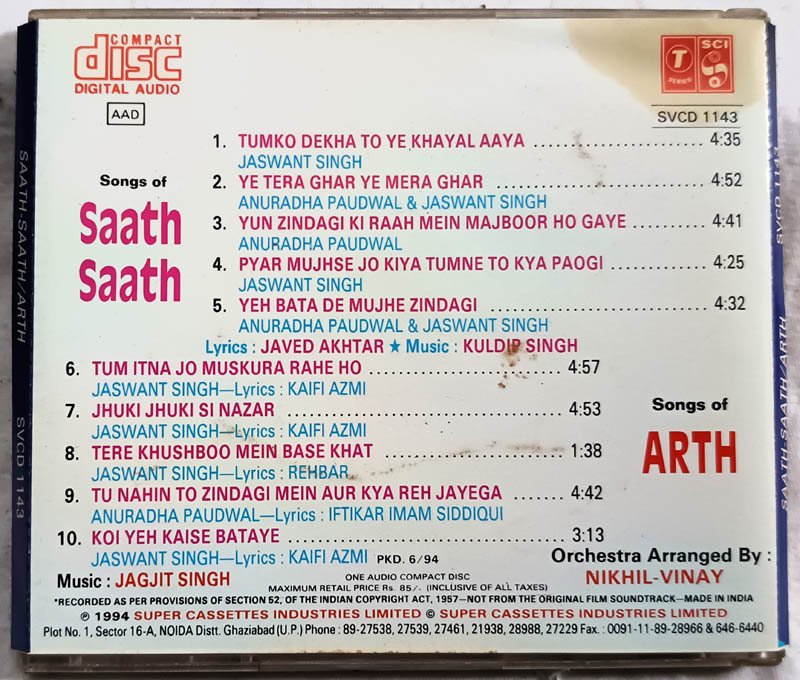 COMPACT
disc
DIGITAL AUDIO
AAD
T
SERIES
SCI
SVCD 1143
Songs of
Saath
Saath
1. TUMKO DEKHA TO YE KHAYAL AAYA ........................ 4:35
JASWANT SINGH
2. YE TERA GHAR YE MERA GHAR ................................ 4:52
ANURADHA PAUDWAL & JASWANT SINGH
3. YUN ZINDAGI KI RAAH MEIN MAJBOOR HO GAYE ........... 4:41
ANURADHA PAUDWAL
4. PYAR MUJHSE JO KIYA TUMNE TO KYA PAOGI .............. 4:25
JASWANT SINGH
5. YEH BATA DE MUJHE ZINDAGI ................................ 4:32
ANURADHA PAUDWAL & JASWANT SINGH
Lyrics : JAVED AKHTAR ★ Music : KULDIP SINGH
6. TUM ITNA JO MUSKURA RAHE HO .......................... 4:57
JASWANT SINGH—Lyrics : KAIFI AZMI
7. JHUKI JHUKI SI NAZAR ..................................... 4:53
JASWANT SINGH—Lyrics : KAIFI AZMI
8. TERE KHUSHBOO MEIN BASE KHAT ......................... 1:38
JASWANT SINGH—Lyrics : REHBAR
9. TU NAHIN TO ZINDAGI MEIN AUR KYA REH JAYEGA ....... 4:42
ANURADHA PAUDWAL—Lyrics : IFTIKAR IMAM SIDDIQUI
10. KOI YEH KAISE BATAYE .................................... 3:13
JASWANT SINGH—Lyrics : KAIFI AZMI PKD. 6/94
Songs of
ARTH
Music : JAGJIT SINGH
Orchestra Arranged By :
NIKHIL-VINAY
ONE AUDIO COMPACT DISC
MAXIMUM RETAIL PRICE Rs. 85/- (INCLUSIVE OF ALL TAXES)
*RECORDED AS PER PROVISIONS OF SECTION 52, OF THE INDIAN COPYRIGHT ACT, 1957—NOT FROM THE ORIGINAL FILM SOUNDTRACK—MADE IN INDIA
℗ 1994 SUPER CASSETTES INDUSTRIES LIMITED © SUPER CASSETTES INDUSTRIES LIMITED
Plot No. 1, Sector 16-A, NOIDA Distt. Ghaziabad (U.P.) Phone : 89-27538, 27539, 27461, 21938, 28988, 27229 Fax.: 0091-11-89-28966 & 646-6440
SAATH-SAATH/ARTH
SVCD 1143
SVCD 1143
SAATH-SAATH/ARTH